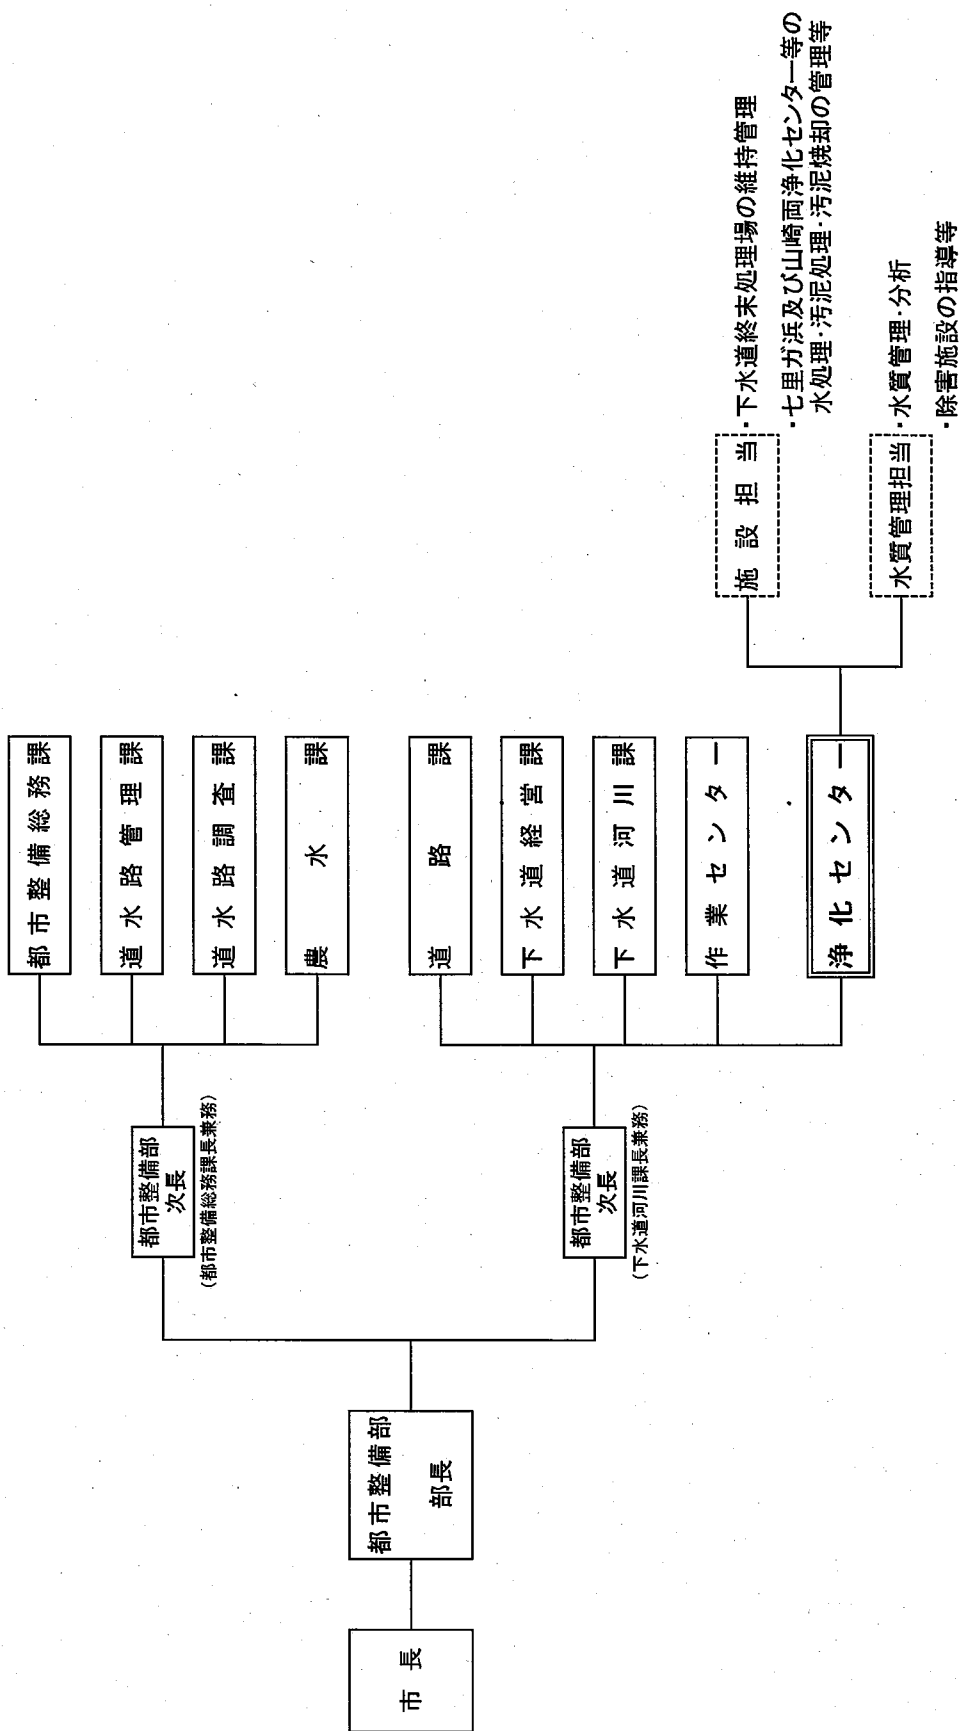 市長
都市整備部
部長
都市整備部
次長
(都市整備総務課長兼務)
都市整備総務課
道水路管理課
道水路調査課
農水課
都市整備部
次長
(下水道河川課長兼務)
道路課
下水道経営課
下水道河川課
作業センター
浄化センター
施設担当
・下水道終末処理場の維持管理
・七里ガ浜及び山崎両浄化センター等の
水処理・汚泥処理・汚泥焼却の管理等
水質管理担当
・水質管理・分析
・除害施設の指導等